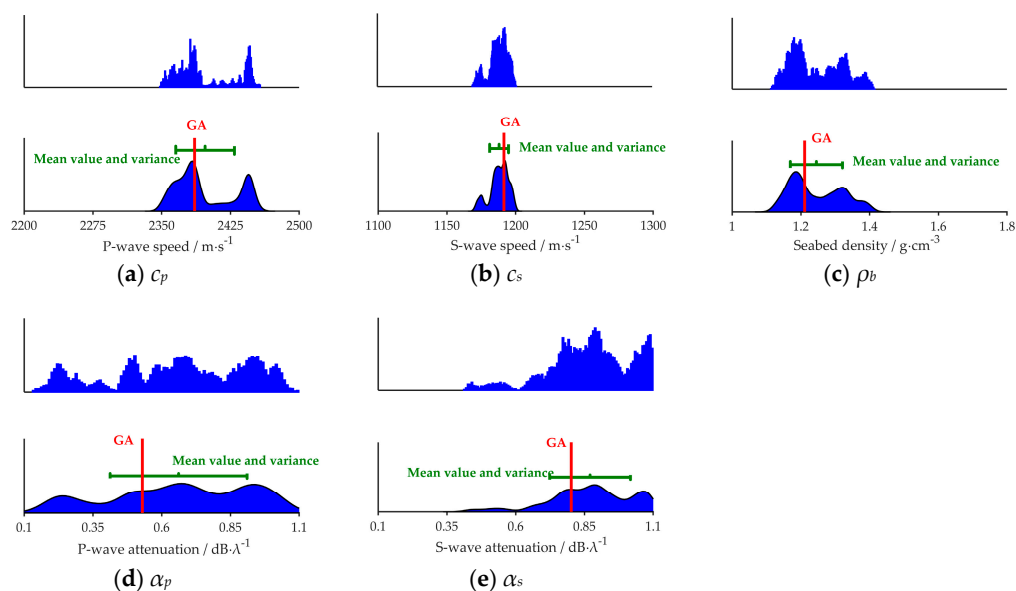 GA
Mean value and variance
2200 2275 2350 2425 2500
P-wave speed / m·s⁻¹
(a) cₚ
GA
Mean value and variance
1100 1150 1200 1250 1300
S-wave speed / m·s⁻¹
(b) cₛ
GA
Mean value and variance
1 1.2 1.4 1.6 1.8
Seabed density / g·cm⁻³
(c) ρb
GA
Mean value and variance
0.1 0.35 0.6 0.85 1.1
P-wave attenuation / dB·λ⁻¹
(d) αₚ
GA
Mean value and variance
0.1 0.35 0.6 0.85 1.1
S-wave attenuation / dB·λ⁻¹
(e) αₛ